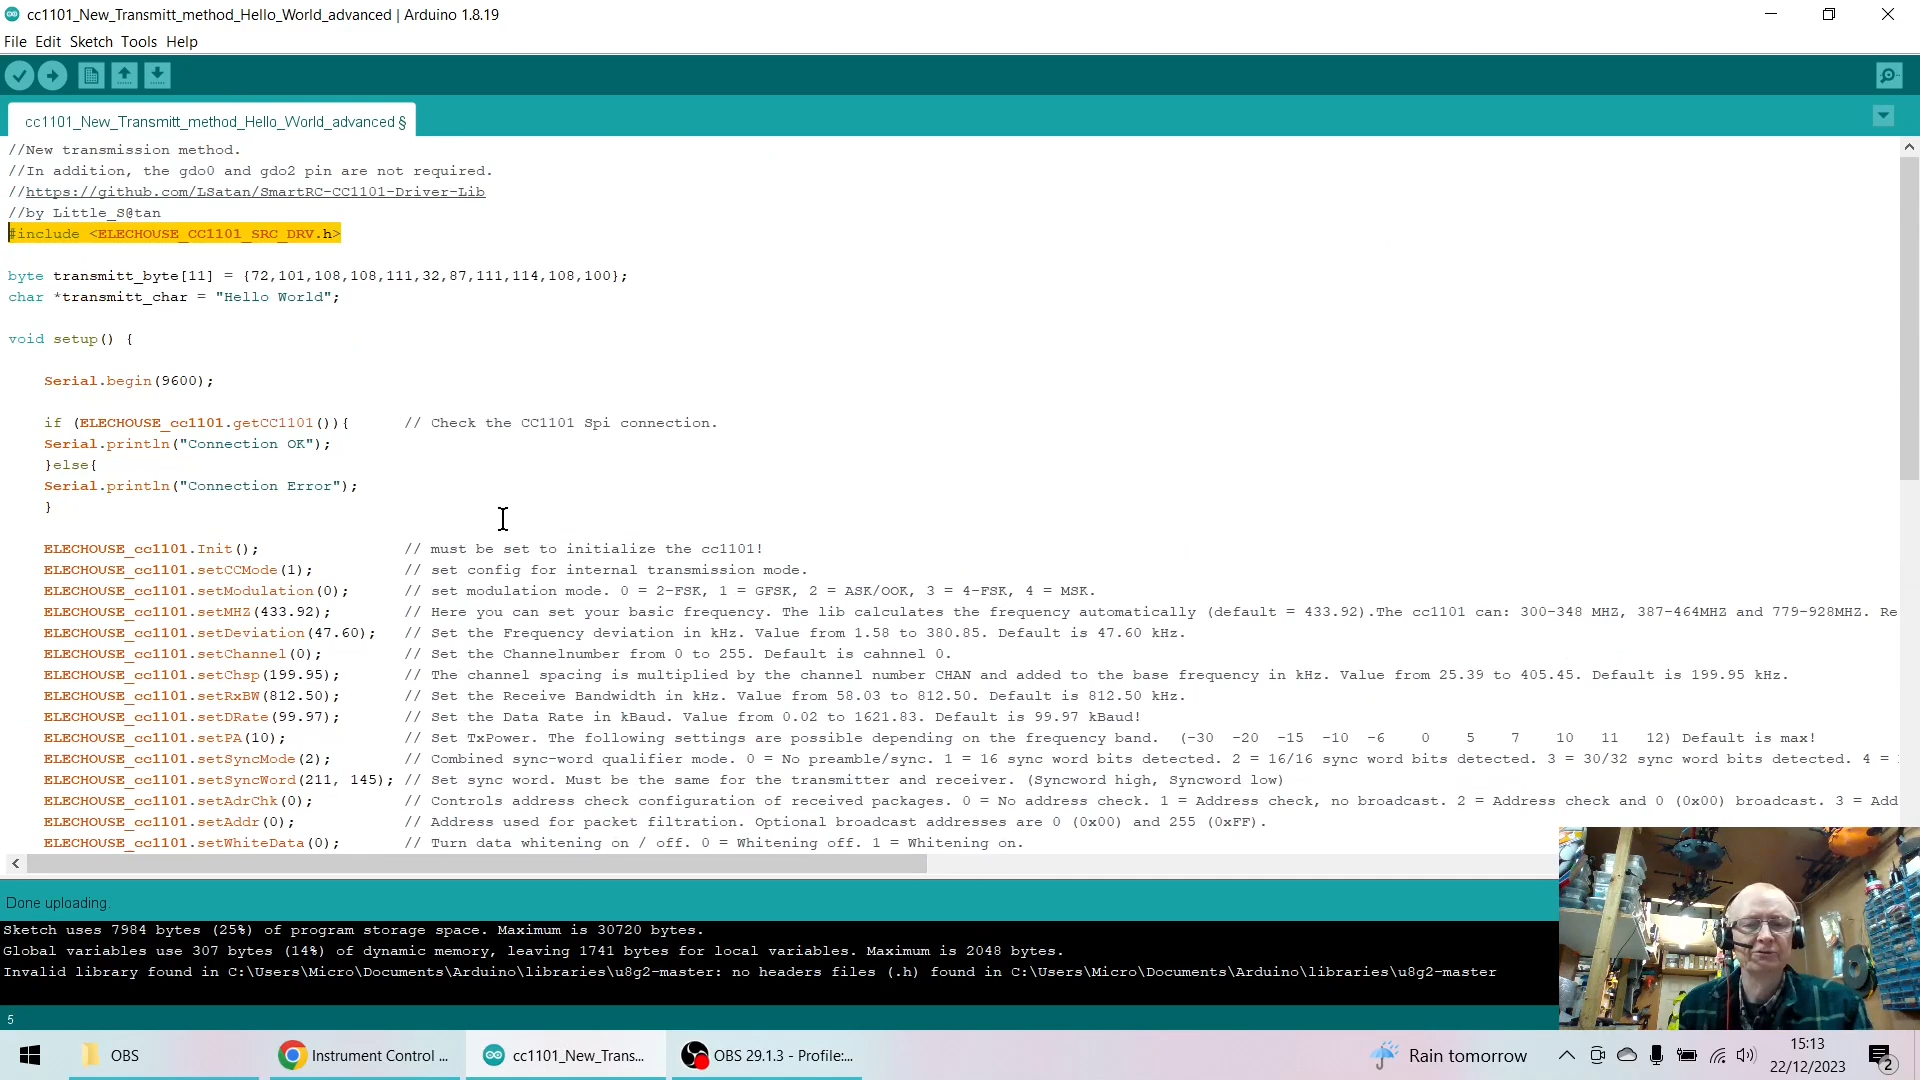 cc1101_New_Transmitt_method_Hello_World_advanced | Arduino 1.8.19
File Edit Sketch Tools Help
cc1101_New_Transmitt_method_Hello_World_advanced §
//New transmission method.
//In addition, the gdo0 and gdo2 pin are not required.
//https://github.com/LSatan/SmartRC-CC1101-Driver-Lib
//by Little_S@tan
#include <ELECHOUSE_CC1101_SRC_DRV.h>
byte transmitt_byte[11] = {72,101,108,108,111,32,87,111,114,108,100};
char *transmitt_char = "Hello World";
void setup() {
Serial.begin(9600);
if (ELECHOUSE_cc1101.getCC1101()){ // Check the CC1101 Spi connection.
Serial.println("Connection OK");
}else{
Serial.println("Connection Error");
}
ELECHOUSE_cc1101.Init(); // must be set to initialize the cc1101!
ELECHOUSE_cc1101.setCCMode(1); // set config for internal transmission mode.
ELECHOUSE_cc1101.setModulation(0); // set modulation mode. 0 = 2-FSK, 1 = GFSK, 2 = ASK/OOK, 3 = 4-FSK, 4 = MSK.
ELECHOUSE_cc1101.setMHZ(433.92); // Here you can set your basic frequency. The lib calculates the frequency automatically (default = 433.92).The cc1101 can: 300-348 MHZ, 387-464MHZ and 779-928MHZ. Re
ELECHOUSE_cc1101.setDeviation(47.60); // Set the Frequency deviation in kHz. Value from 1.58 to 380.85. Default is 47.60 kHz.
ELECHOUSE_cc1101.setChannel(0); // Set the Channelnumber from 0 to 255. Default is cahnnel 0.
ELECHOUSE_cc1101.setChsp(199.95); // The channel spacing is multiplied by the channel number CHAN and added to the base frequency in kHz. Value from 25.39 to 405.45. Default is 199.95 kHz.
ELECHOUSE_cc1101.setRxBW(812.50); // Set the Receive Bandwidth in kHz. Value from 58.03 to 812.50. Default is 812.50 kHz.
ELECHOUSE_cc1101.setDRate(99.97); // Set the Data Rate in kBaud. Value from 0.02 to 1621.83. Default is 99.97 kBaud!
ELECHOUSE_cc1101.setPA(10); // Set TxPower. The following settings are possible depending on the frequency band. (-30 -20 -15 -10 -6 0 5 7 10 11 12) Default is max!
ELECHOUSE_cc1101.setSyncMode(2); // Combined sync-word qualifier mode. 0 = No preamble/sync. 1 = 16 sync word bits detected. 2 = 16/16 sync word bits detected. 3 = 30/32 sync word bits detected. 4 =
ELECHOUSE_cc1101.setSyncWord(211, 145); // Set sync word. Must be the same for the transmitter and receiver. (Syncword high, Syncword low)
ELECHOUSE_cc1101.setAdrChk(0); // Controls address check configuration of received packages. 0 = No address check. 1 = Address check, no broadcast. 2 = Address check and 0 (0x00) broadcast. 3 = Add
ELECHOUSE_cc1101.setAddr(0); // Address used for packet filtration. Optional broadcast addresses are 0 (0x00) and 255 (0xFF).
ELECHOUSE_cc1101.setWhiteData(0); // Turn data whitening on / off. 0 = Whitening off. 1 = Whitening on.
Done uploading.
Sketch uses 7984 bytes (25%) of program storage space. Maximum is 30720 bytes.
Global variables use 307 bytes (14%) of dynamic memory, leaving 1741 bytes for local variables. Maximum is 2048 bytes.
Invalid library found in C:\Users\Micro\Documents\Arduino\libraries\u8g2-master: no headers files (.h) found in C:\Users\Micro\Documents\Arduino\libraries\u8g2-master
5
OBS Instrument Control ... cc1101_New_Trans... OBS 29.1.3 - Profile:... Rain tomorrow 15:13
22/12/2023 2